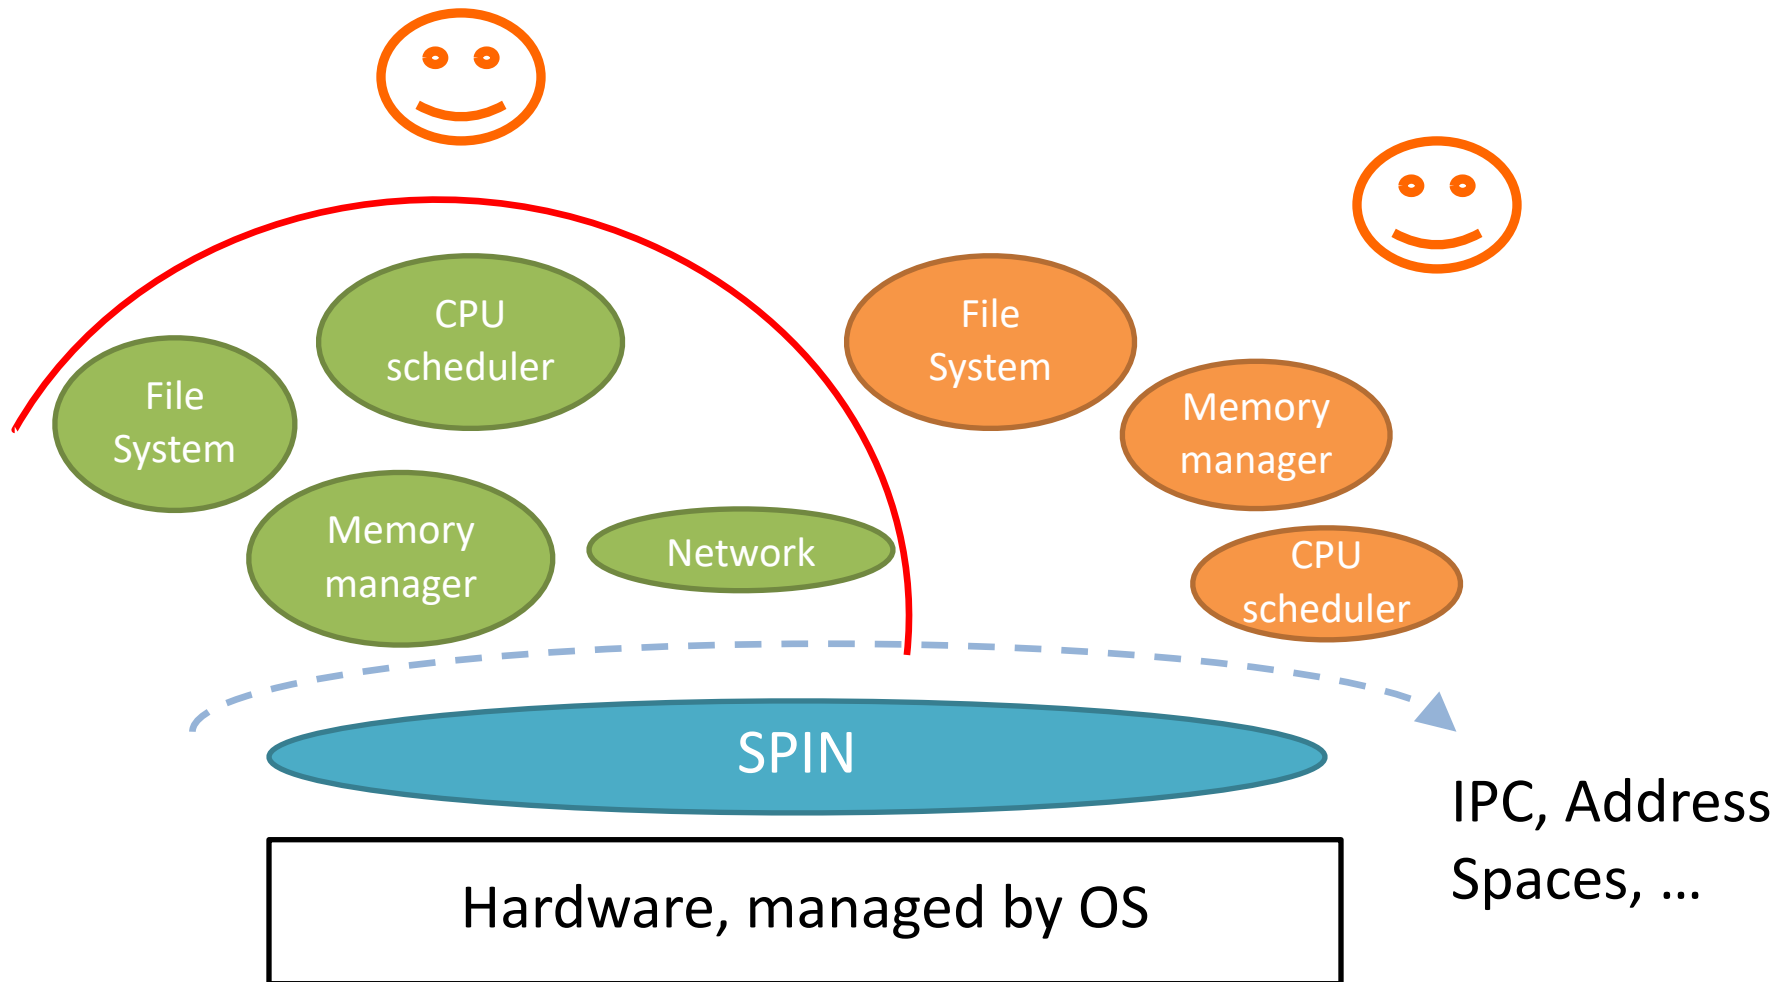 CPU
scheduler
File
System
Memory
manager
Network
File
System
Memory
manager
CPU
scheduler
SPIN
IPC, Address
Spaces, ...
Hardware, managed by OS